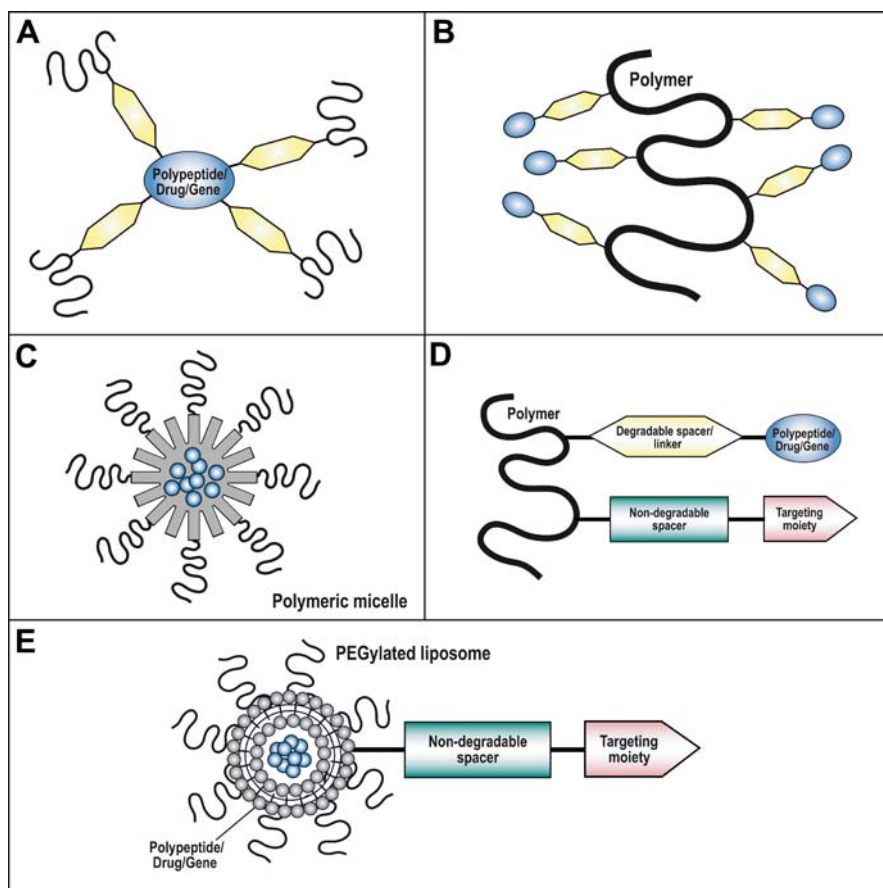 A
Polypeptide/
Drug/Gene
B
Polymer
C
Polymeric micelle
D
Polymer
Degradable spacer/
linker
Polypeptide/
Drug/Gene
Non-degradable
spacer
Targeting
moiety
E
PEGylated liposome
Non-degradable
spacer
Targeting
moiety
Polypeptide/
Drug/Gene